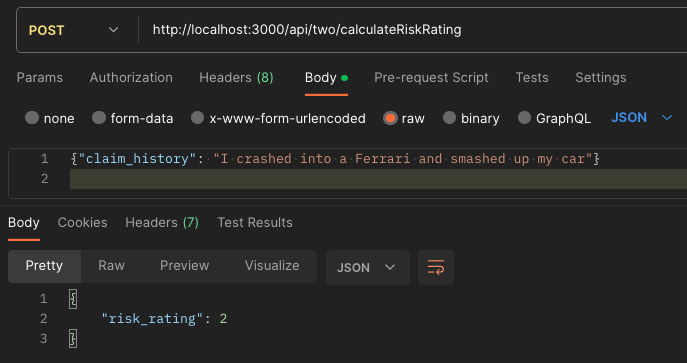 POST http://localhost:3000/api/two/calculateRiskRating
Params Authorization Headers (8) Body Pre-request Script Tests Settings
none form-data x-www-form-urlencoded raw binary GraphQL JSON
1 {"claim_history": "I crashed into a Ferrari and smashed up my car"}
2
Body Cookies Headers (7) Test Results
Pretty Raw Preview Visualize JSON
1 {
2 "risk_rating": 2
3 }